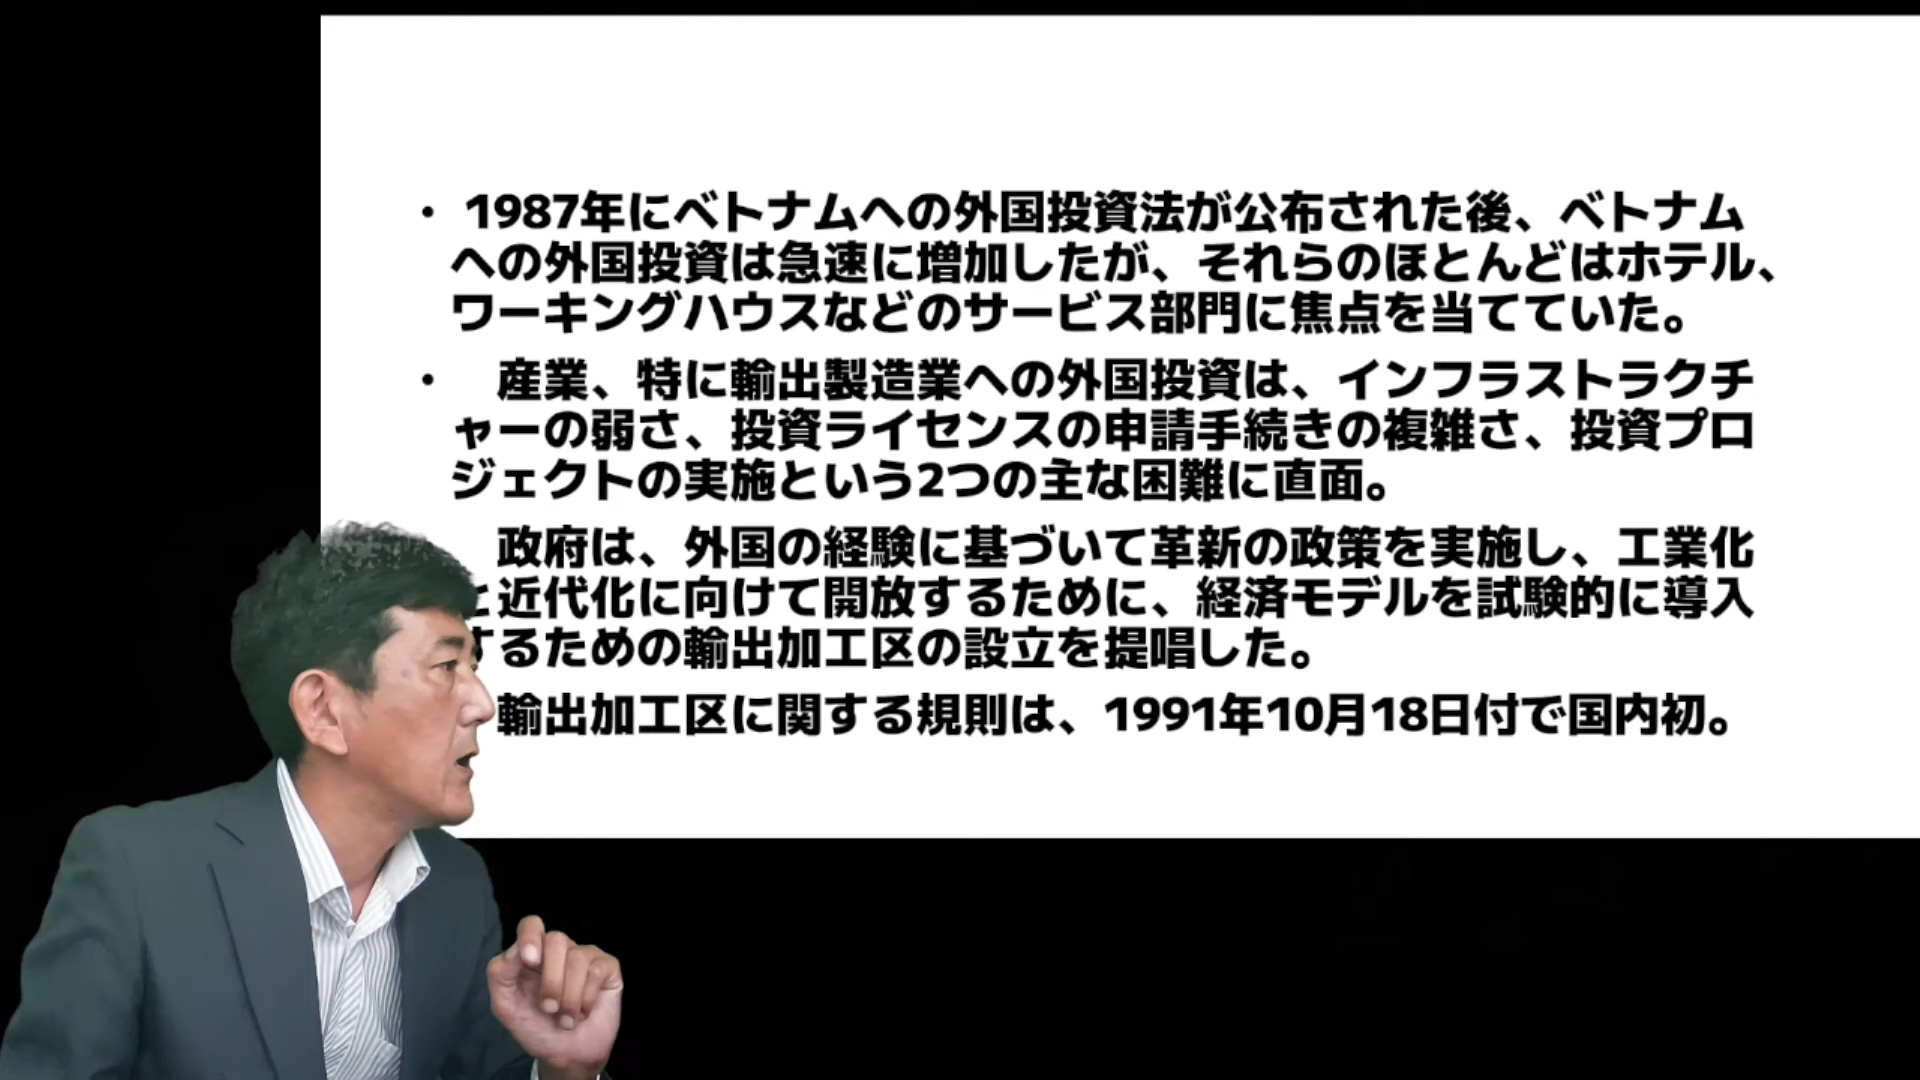 ・ 1987年にベトナムへの外国投資法が公布された後、ベトナム
への外国投資は急速に増加したが、それらのほとんどはホテル、
ワーキングハウスなどのサービス部門に焦点を当てていた。
・ 産業、特に輸出製造業への外国投資は、インフラストラクチ
ャーの弱さ、投資ライセンスの申請手続きの複雑さ、投資プロ
ジェクトの実施という2つの主な困難に直面。
政府は、外国の経験に基づいて革新の政策を実施し、工業化
と近代化に向けて開放するために、経済モデルを試験的に導入
するための輸出加工区の設立を提唱した。
輸出加工区に関する規則は、1991年10月18日付で国内初。